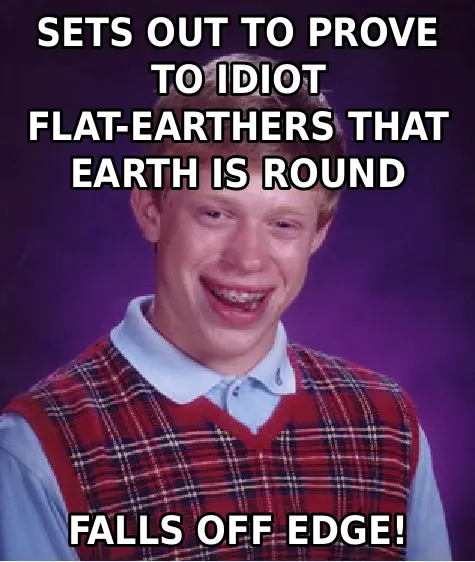 SETS OUT TO PROVE
TO IDIOT
FLAT-EARTHERS THAT
EARTH IS ROUND
FALLS OFF EDGE!